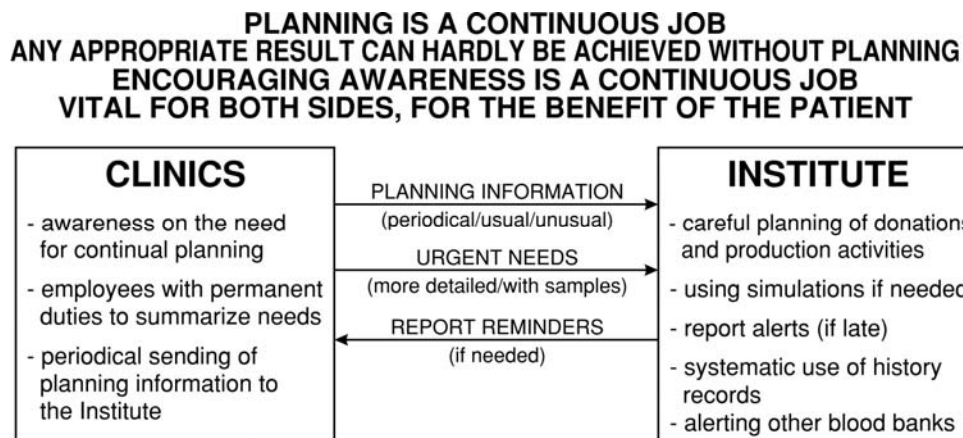 PLANNING IS A CONTINUOUS JOB
ANY APPROPRIATE RESULT CAN HARDLY BE ACHIEVED WITHOUT PLANNING
ENCOURAGING AWARENESS IS A CONTINUOUS JOB
VITAL FOR BOTH SIDES, FOR THE BENEFIT OF THE PATIENT
CLINICS
- awareness on the need
for continual planning
- employees with permanent
duties to summarize needs
- periodical sending of
planning information to
the Institute
PLANNING INFORMATION
(periodical/usual/unusual)
URGENT NEEDS
(more detailed/with samples)
REPORT REMINDERS
(if needed)
INSTITUTE
- careful planning of donations
and production activities
- using simulations if needed
- report alerts (if late)
- systematic use of history
records
- alerting other blood banks